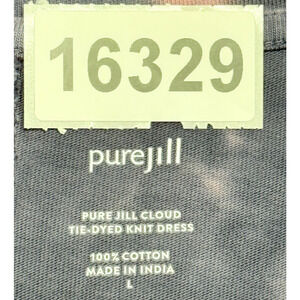 16329
purejill
PURE JILL CLOUD
TIE-DYED KNIT DRESS
100% COTTON
MADE IN INDIA
L